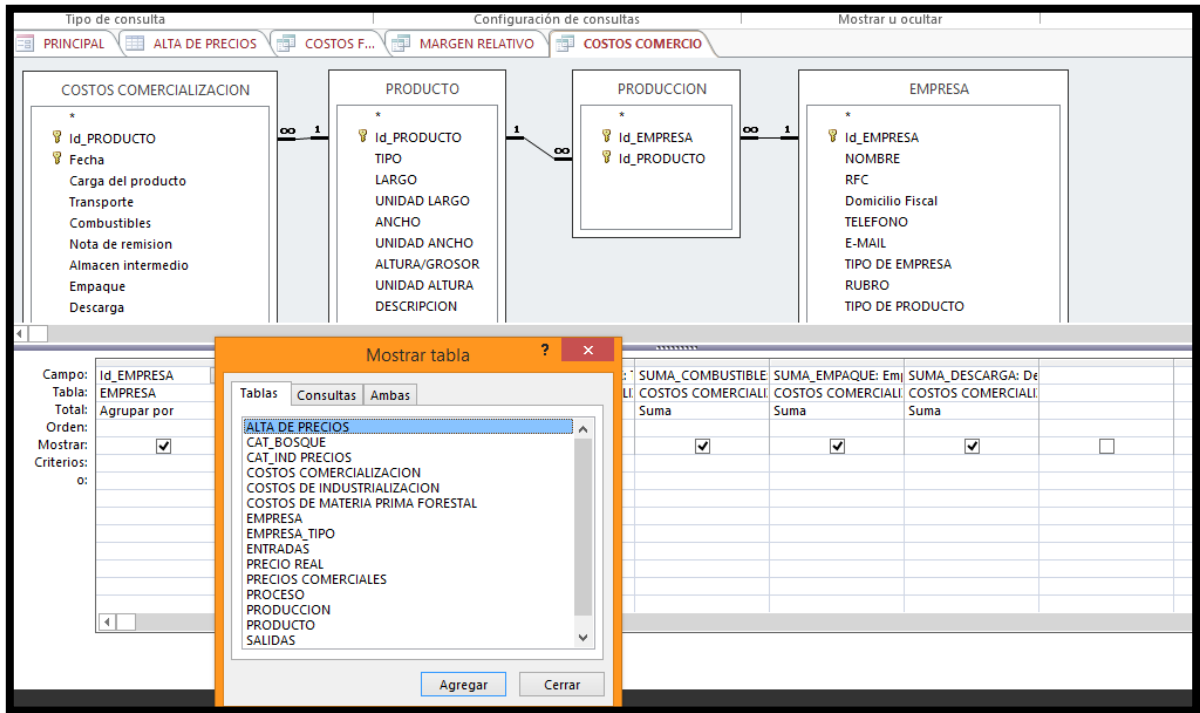 Tipo de consulta
Configuración de consultas
Mostrar u ocultar
PRINCIPAL
ALTA DE PRECIOS
COSTOS F...
MARGEN RELATIVO
COSTOS COMERCIO
COSTOS COMERCIALIZACION
*
Id_PRODUCTO
Fecha
Carga del producto
Transporte
Combustibles
Nota de remision
Almacen intermedio
Empaque
Descarga
∞ 1
PRODUCTO
*
Id_PRODUCTO
TIPO
LARGO
UNIDAD LARGO
ANCHO
UNIDAD ANCHO
ALTURA/GROSOR
UNIDAD ALTURA
DESCRIPCION
1 ∞
PRODUCCION
*
Id_EMPRESA
Id_PRODUCTO
∞ 1
EMPRESA
*
Id_EMPRESA
NOMBRE
RFC
Domicilio Fiscal
TELEFONO
E-MAIL
TIPO DE EMPRESA
RUBRO
TIPO DE PRODUCTO
Campo: Id_EMPRESA SUMA_COMBUSTIBLE SUMA_EMPAQUE: Em SUMA_DESCARGA: De
Tabla: EMPRESA COSTOS COMERCIALI COSTOS COMERCIALI COSTOS COMERCIALI
Total: Agrupar por Suma Suma Suma
Orden:
Mostrar:
Criterios:
o:
Mostrar tabla ?
Tablas Consultas Ambas
ALTA DE PRECIOS
CAT_BOSQUE
CAT_IND PRECIOS
COSTOS COMERCIALIZACION
COSTOS DE INDUSTRIALIZACION
COSTOS DE MATERIA PRIMA FORESTAL
EMPRESA
EMPRESA_TIPO
ENTRADAS
PRECIO REAL
PRECIOS COMERCIALES
PROCESO
PRODUCCION
PRODUCTO
SALIDAS
Agregar Cerrar